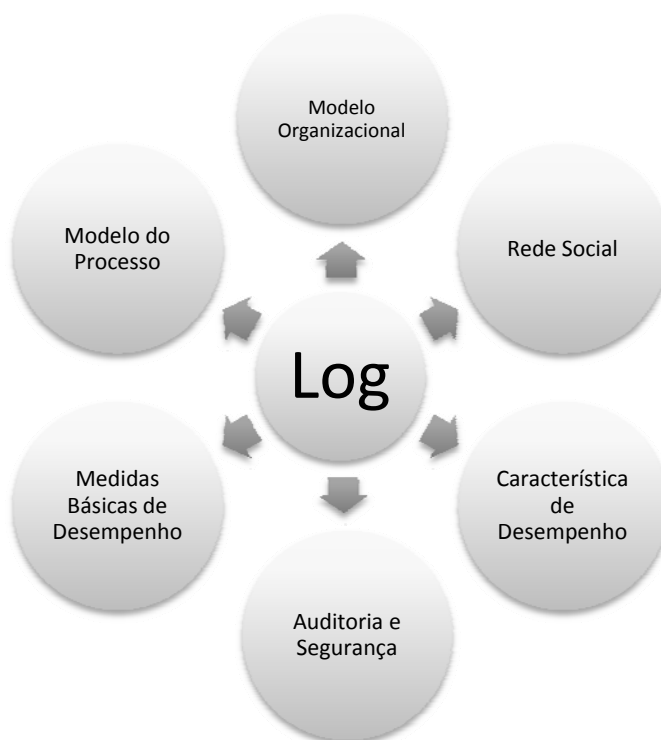 Modelo
Organizacional
Modelo do
Processo
Rede Social
Log
Medidas
Básicas de
Desempenho
Característica
de
Desempenho
Auditoria e
Segurança